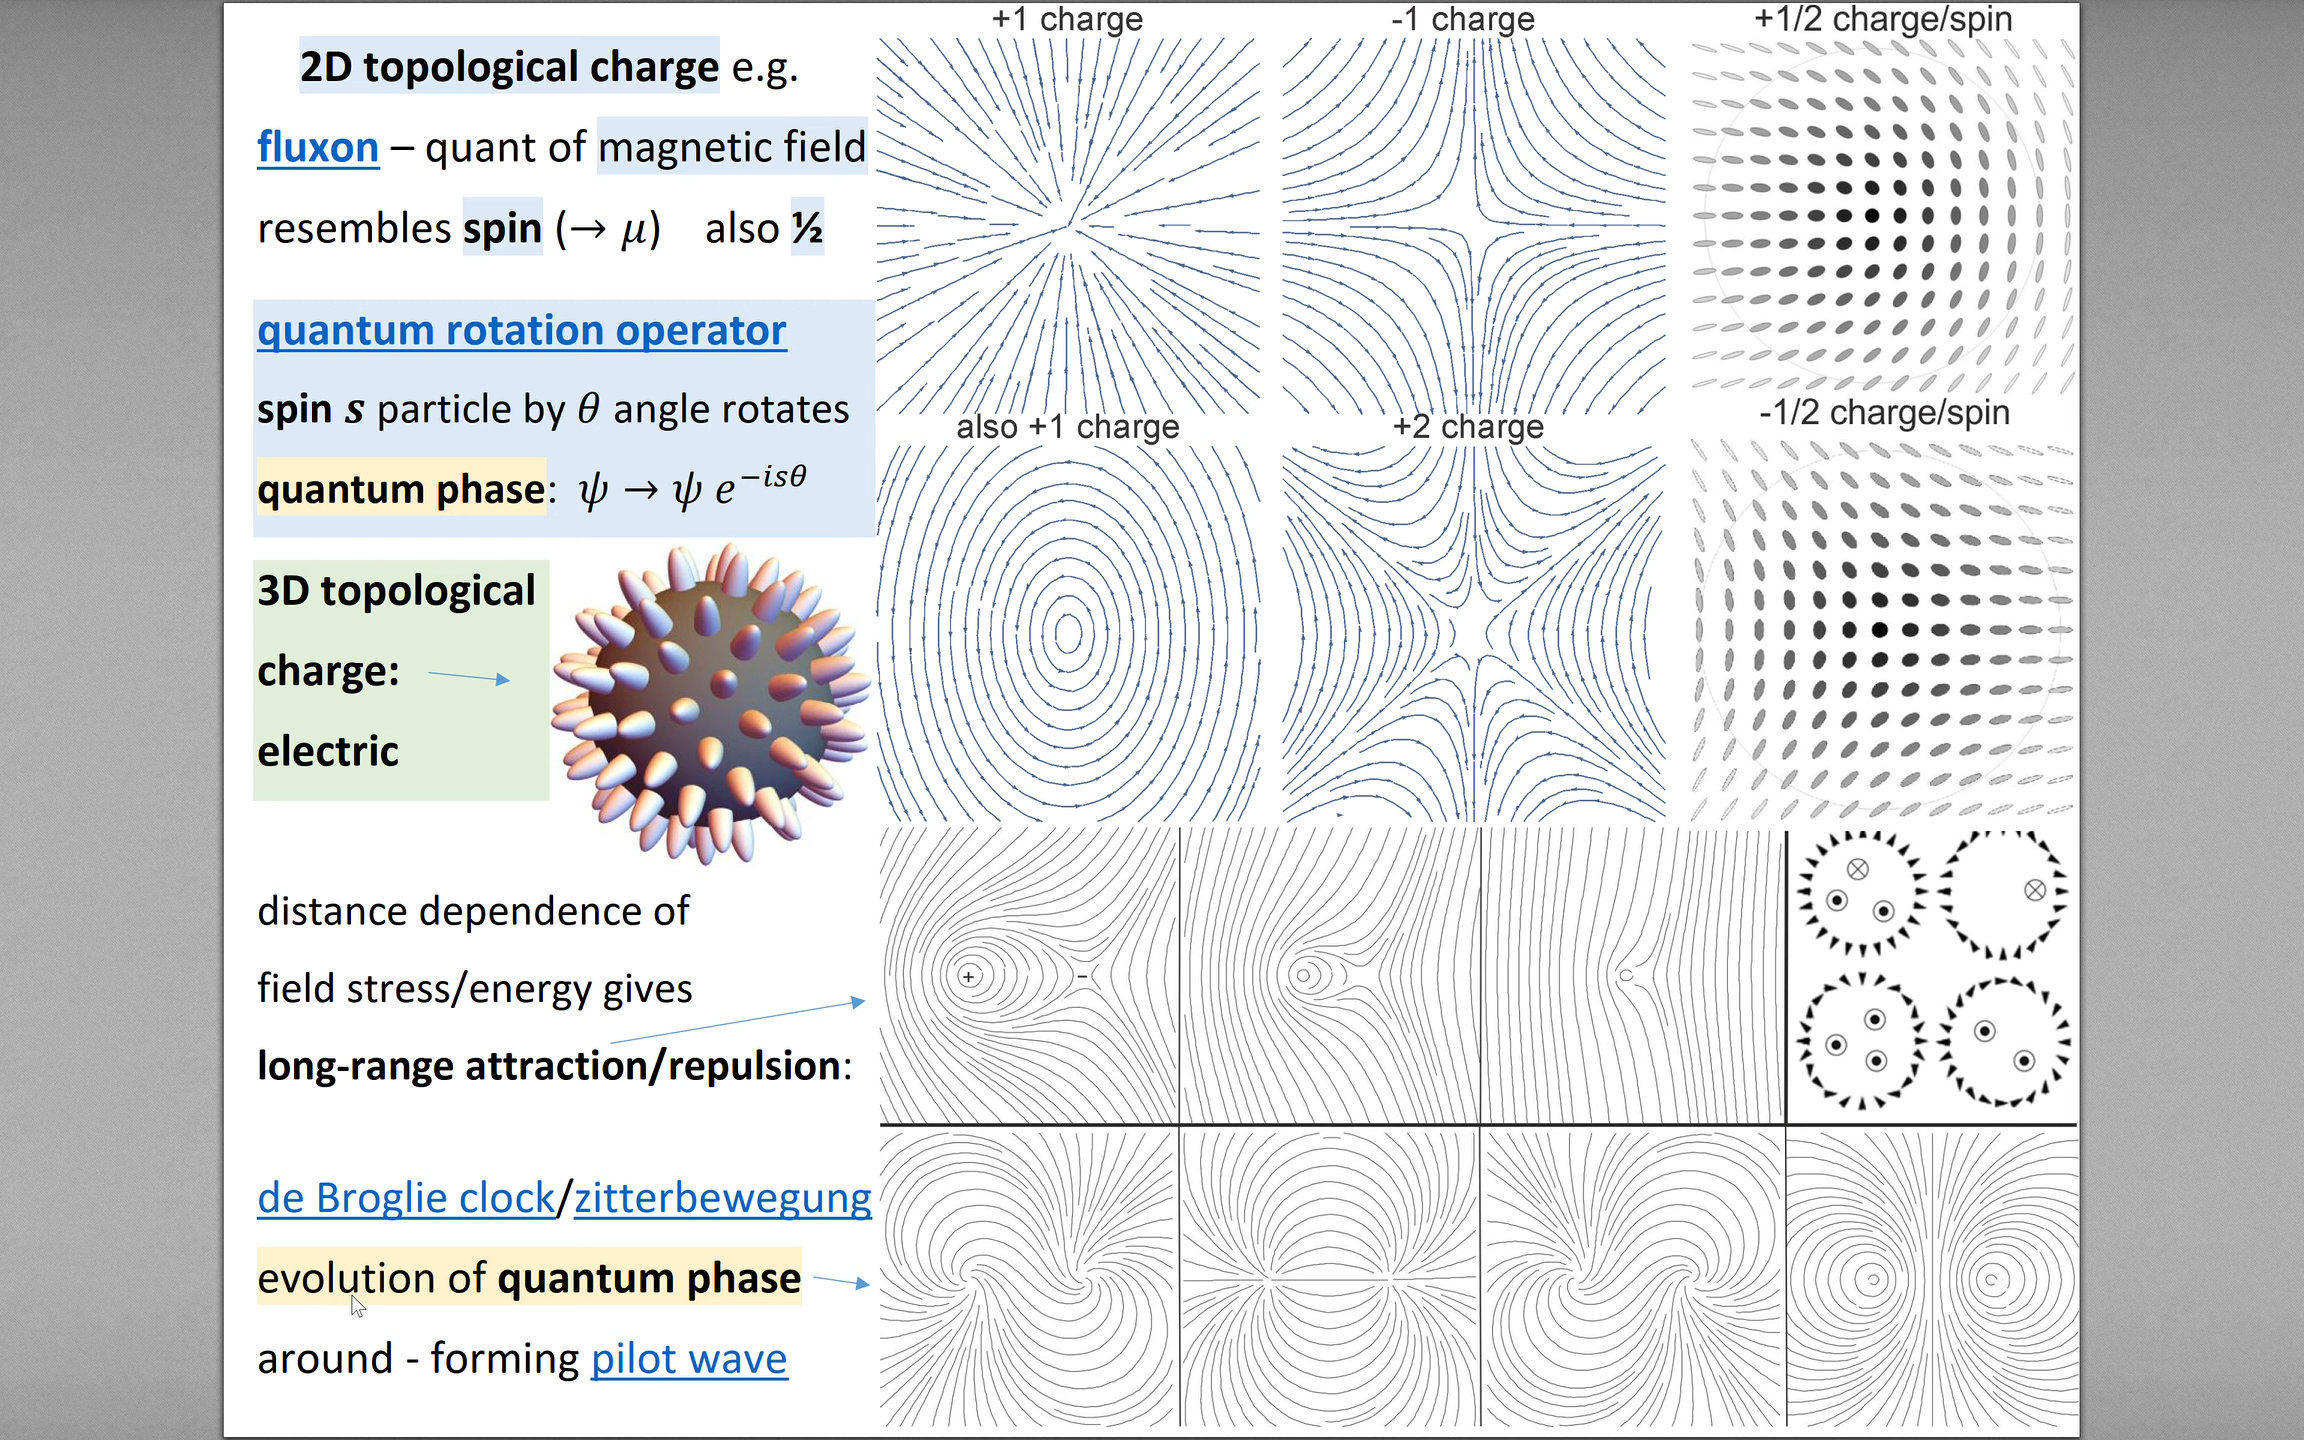 2D topological charge e.g.
fluxon – quant of magnetic field
resembles spin (→ μ) also ½
quantum rotation operator
spin s particle by θ angle rotates
quantum phase: ψ → ψ e^{−isθ}
3D topological
charge:
electric
distance dependence of
field stress/energy gives
long-range attraction/repulsion:
de Broglie clock/zitterbewegung
evolution of quantum phase
around - forming pilot wave
+1 charge
-1 charge
+1/2 charge/spin
also +1 charge
+2 charge
-1/2 charge/spin
+ −